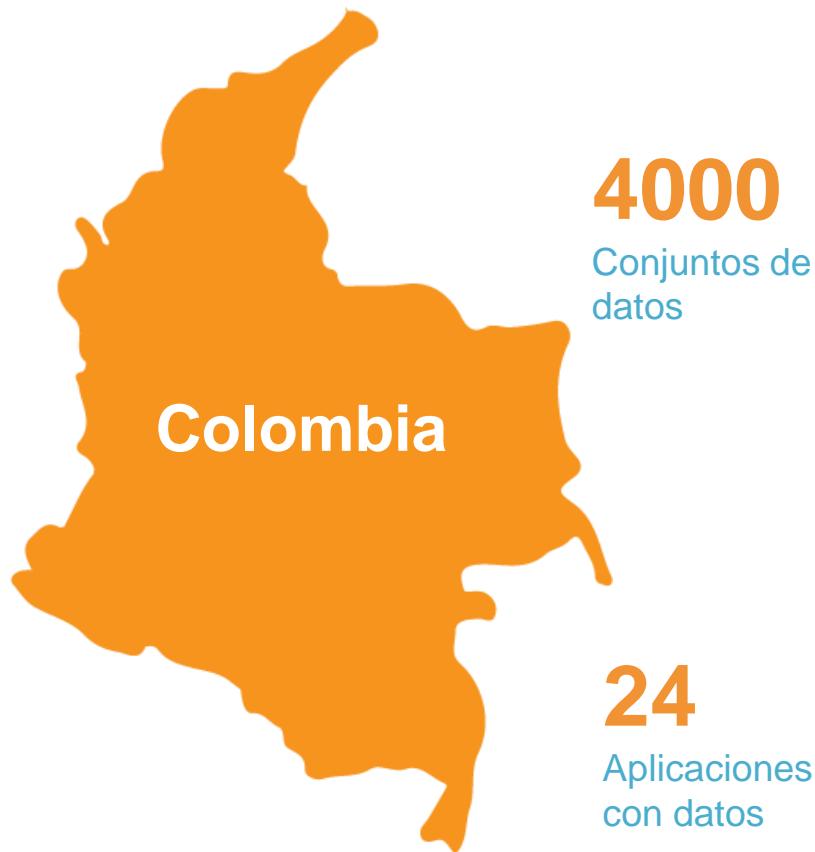 4000
Conjuntos de
datos
Colombia
24
Aplicaciones
con datos